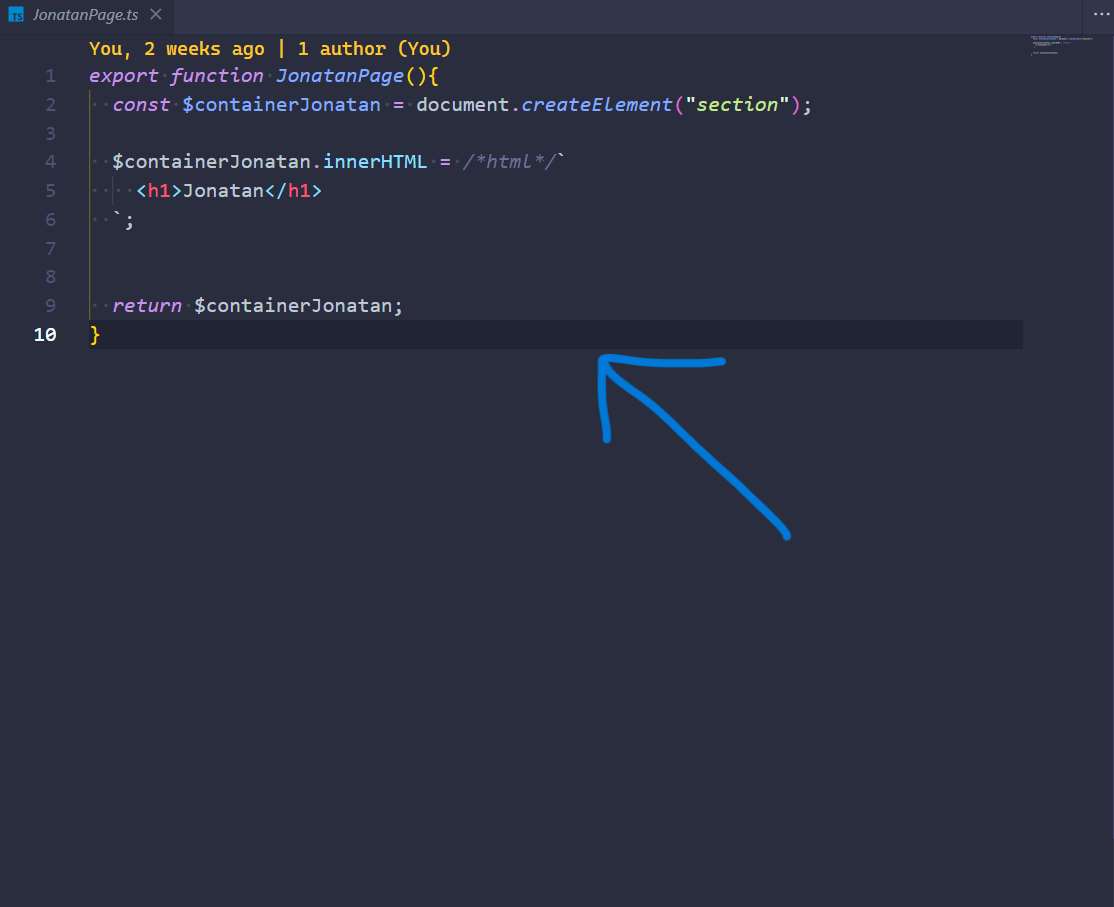 TS JonatanPage.ts
You, 2 weeks ago | 1 author (You)
1 export function JonatanPage(){
2 const $containerJonatan = document.createElement("section");
3
4 $containerJonatan.innerHTML = /*html*/`
5 <h1>Jonatan</h1>
6 `;
7
8
9 return $containerJonatan;
10 }